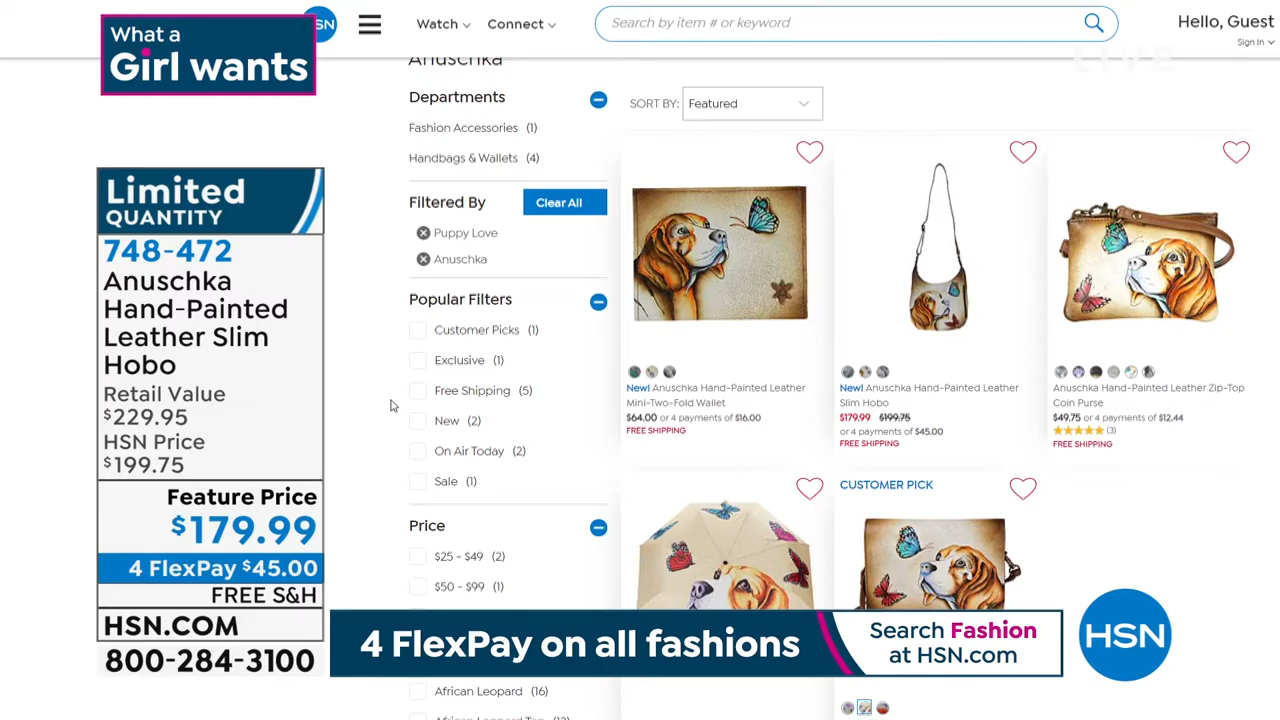 What a
Girl wants
SN
Watch
Connect
Search by item # or keyword
Hello, Guest
Sign In
LIVE
Anuschka
Departments
Fashion Accessories (1)
Handbags & Wallets (4)
Filtered By
Clear All
Puppy Love
Anuschka
Popular Filters
Customer Picks (1)
Exclusive (1)
Free Shipping (5)
New (2)
On Air Today (2)
Sale (1)
Price
$25 - $49 (2)
$50 - $99 (1)
African Leopard (16)
SORT BY: Featured
New! Anuschka Hand-Painted Leather
Mini-Two-Fold Wallet
$64.00 or 4 payments of $16.00
FREE SHIPPING
New! Anuschka Hand-Painted Leather
Slim Hobo
$179.99 $199.75
or 4 payments of $45.00
FREE SHIPPING
Anuschka Hand-Painted Leather Zip-Top
Coin Purse
$49.75 or 4 payments of $12.44
(3)
FREE SHIPPING
CUSTOMER PICK
Limited
QUANTITY
748-472
Anuschka
Hand-Painted
Leather Slim
Hobo
Retail Value
$229.95
HSN Price
$199.75
Feature Price
$179.99
4 FlexPay $45.00
FREE S&H
HSN.COM
800-284-3100
4 FlexPay on all fashions
Search Fashion
at HSN.com
HSN